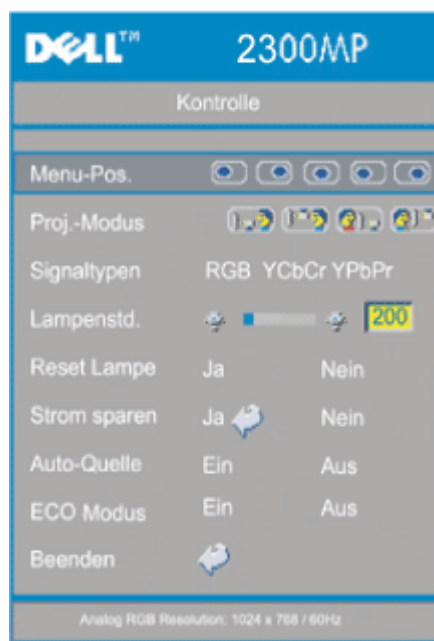 DELL™ 2300MP
Kontrolle
Menu-Pos.
Proj.-Modus
Signaltypen RGB YCbCr YPbPr
Lampenstd. 200
Reset Lampe Ja Nein
Strom sparen Ja Nein
Auto-Quelle Ein Aus
ECO Modus Ein Aus
Beenden
Analog RGB Resolution: 1024 x 768 / 60Hz